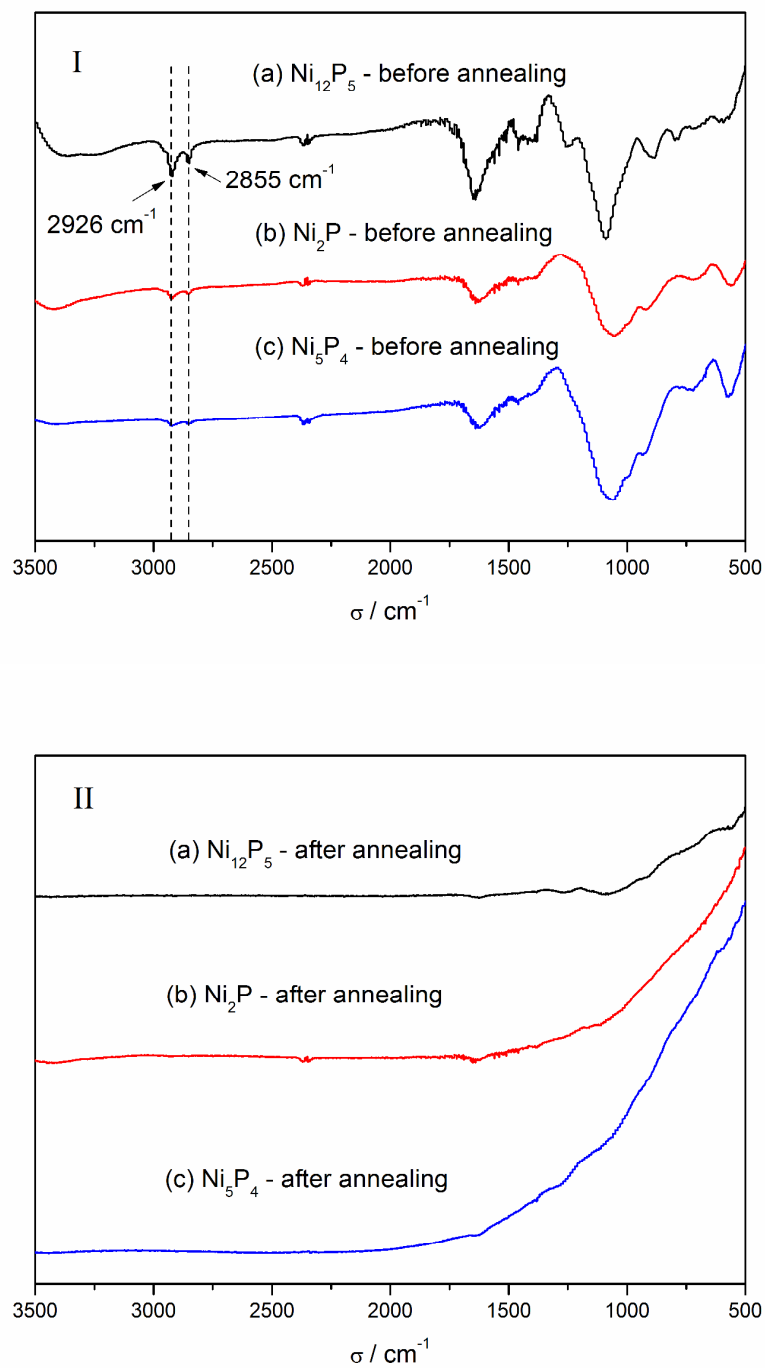 I
(a) Ni12P5 - before annealing
2855 cm-1
2926 cm-1
(b) Ni2P - before annealing
(c) Ni5P4 - before annealing
3500 3000 2500 2000 1500 1000 500
σ / cm-1
II
(a) Ni12P5 - after annealing
(b) Ni2P - after annealing
(c) Ni5P4 - after annealing
3500 3000 2500 2000 1500 1000 500
σ / cm-1